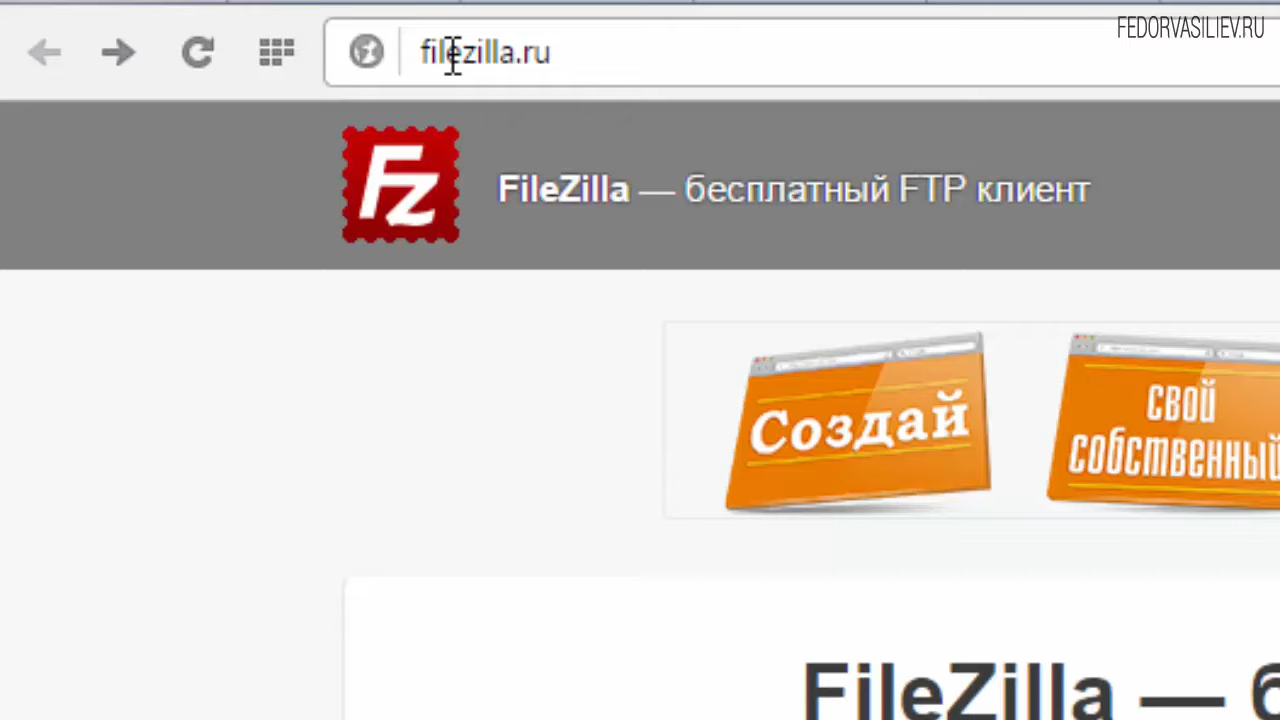 FEDORVASILIEV.RU
filezilla.ru
Fz
FileZilla — бесплатный FTP клиент
Создай
свой
собственный
FileZilla — б